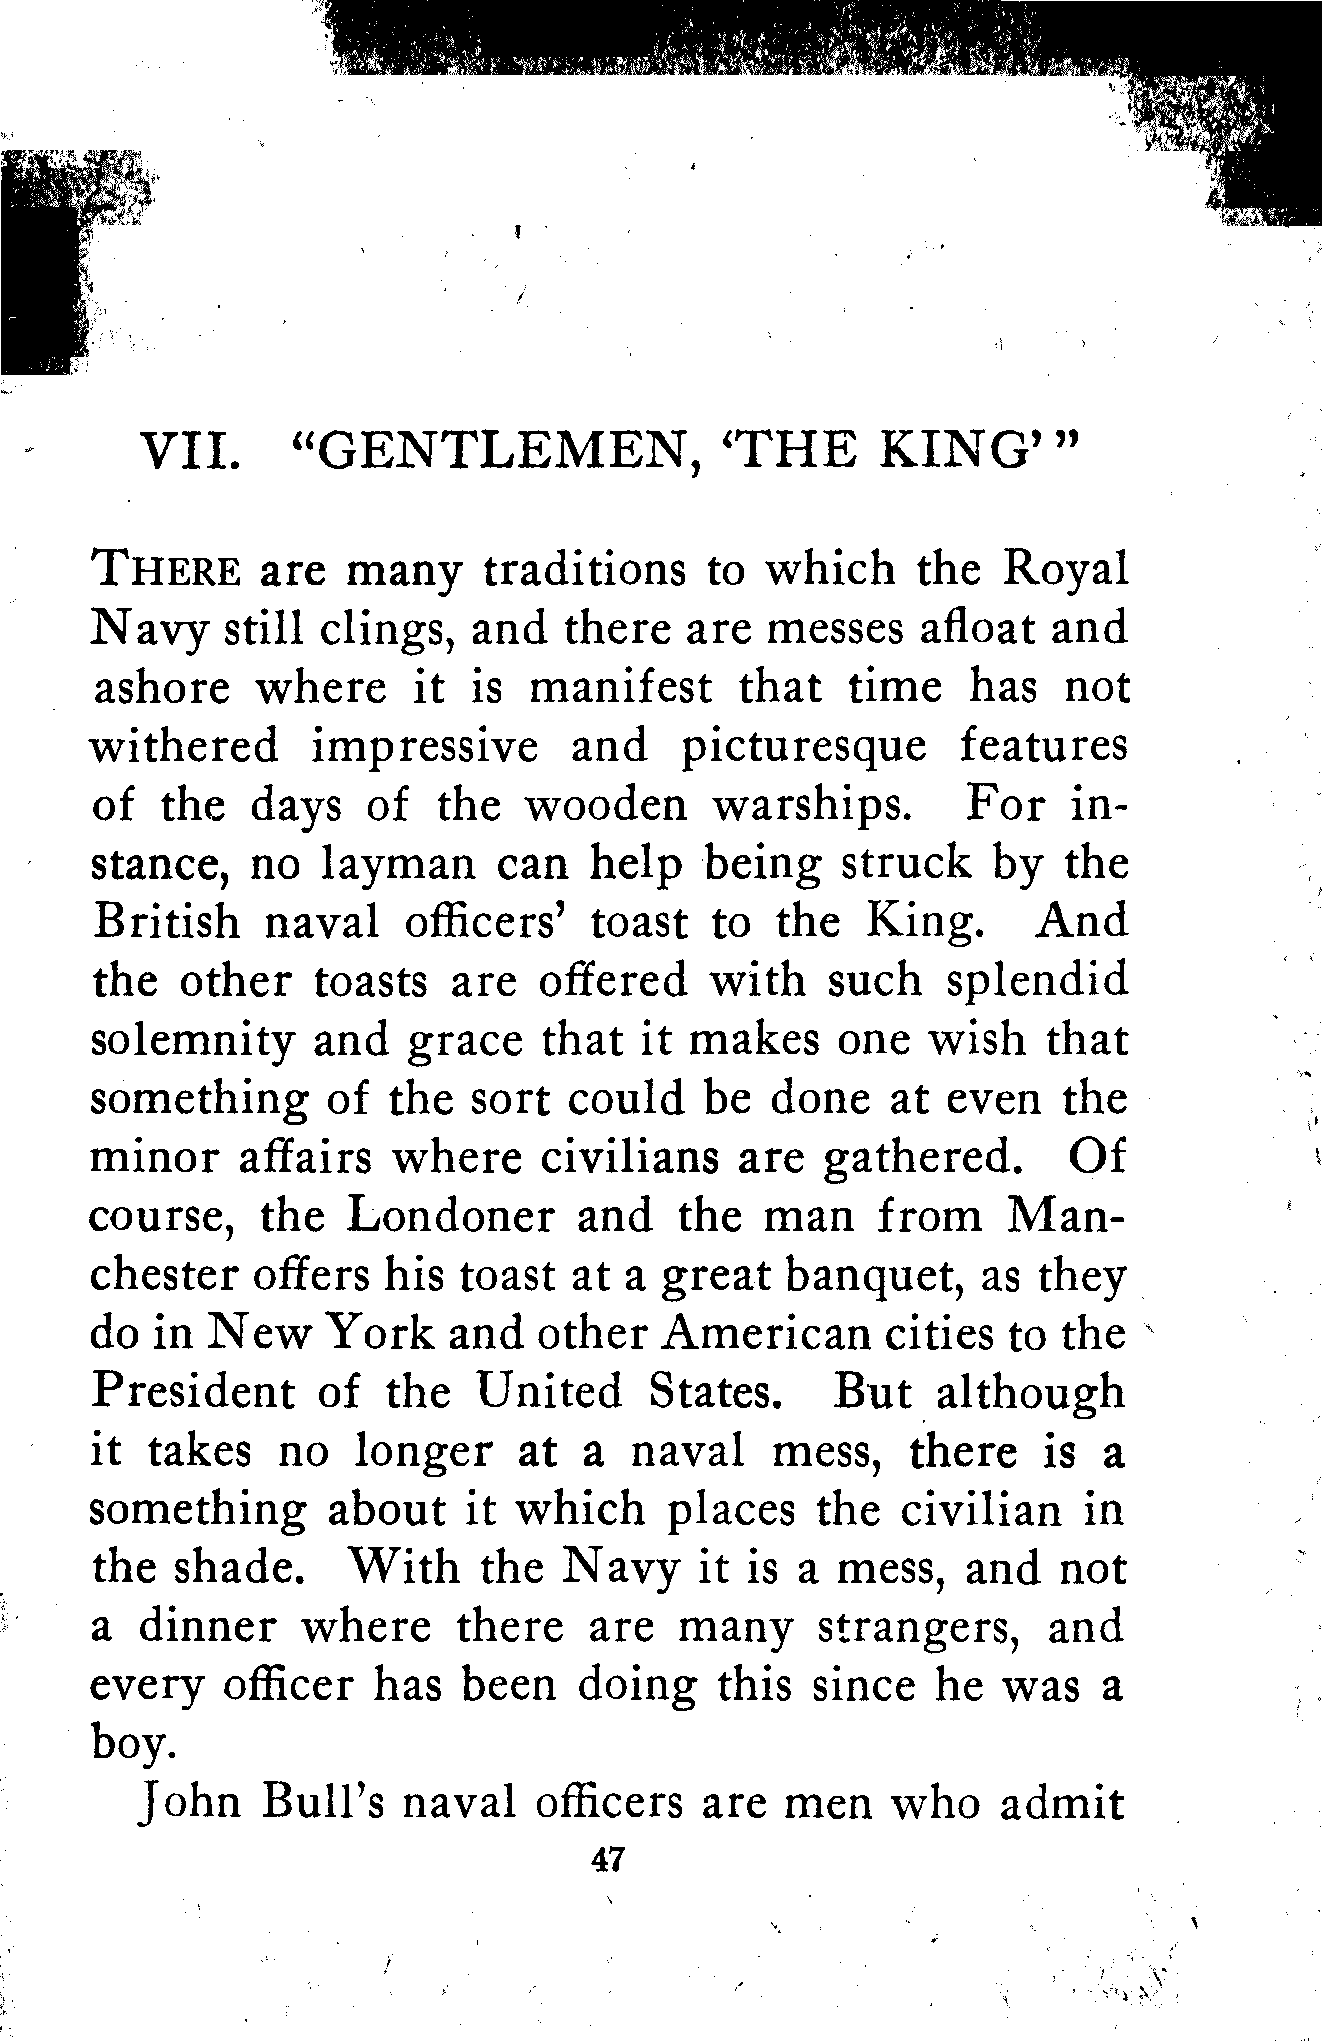 VII. "GENTLEMEN, 'THE KING'"
THERE are many traditions to which the Royal
Navy still clings, and there are messes afloat and
ashore where it is manifest that time has not
withered impressive and picturesque features
of the days of the wooden warships. For in-
stance, no layman can help being struck by the
British naval officers' toast to the King. And
the other toasts are offered with such splendid
solemnity and grace that it makes one wish that
something of the sort could be done at even the
minor affairs where civilians are gathered. Of
course, the Londoner and the man from Man-
chester offers his toast at a great banquet, as they
do in New York and other American cities to the
President of the United States. But although
it takes no longer at a naval mess, there is a
something about it which places the civilian in
the shade. With the Navy it is a mess, and not
a dinner where there are many strangers, and
every officer has been doing this since he was a
boy.
John Bull's naval officers are men who admit
47